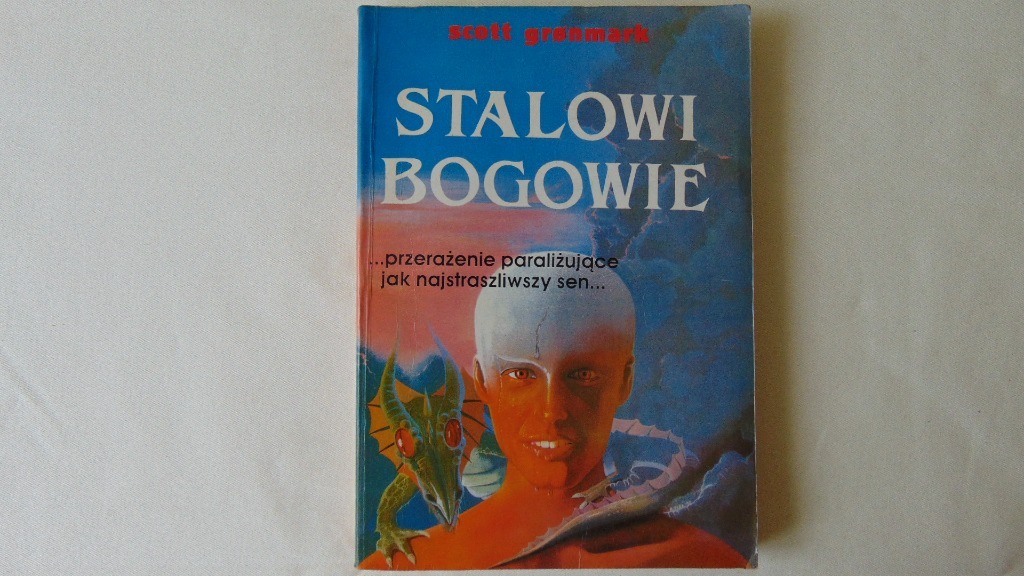 scott grønmark
STALOWI
BOGOWIE
...przerażenie paraliżujące
jak najstraszliwszy sen...